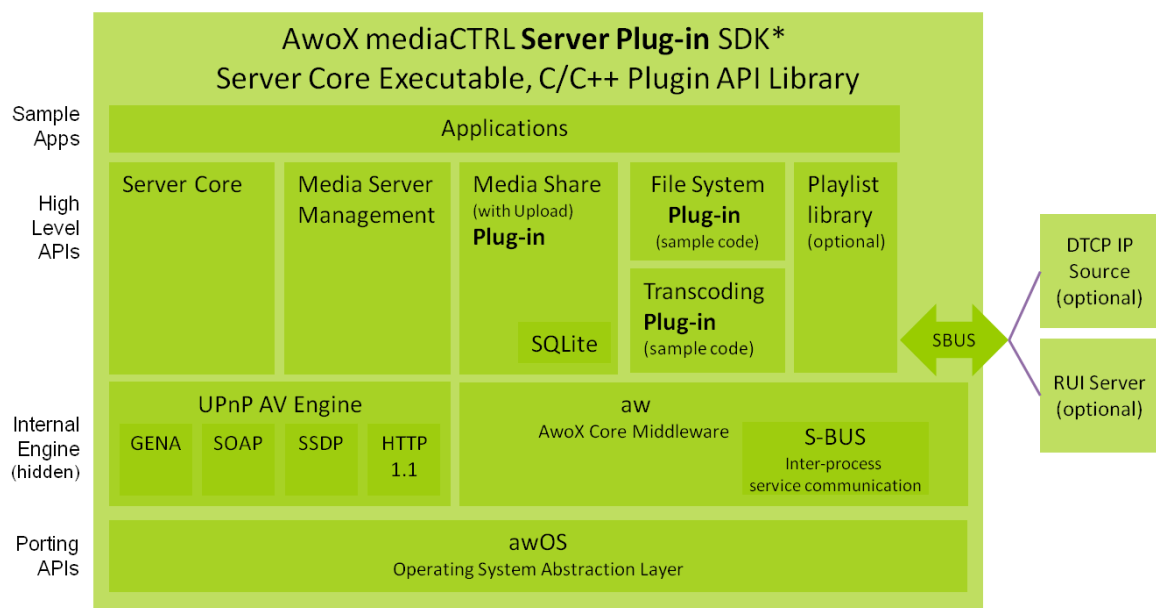 AwoX mediaCTRL Server Plug-in SDK*
Server Core Executable, C/C++ Plugin API Library
Sample
Apps
Applications
High
Level
APIs
Server Core
Media Server
Management
Media Share
(with Upload)
Plug-in
SQLite
File System
Plug-in
(sample code)
Transcoding
Plug-in
(sample code)
Playlist
library
(optional)
SBUS
DTCP IP
Source
(optional)
RUI Server
(optional)
Internal
Engine
(hidden)
UPnP AV Engine
GENA
SOAP
SSDP
HTTP
1.1
aw
AwoX Core Middleware
S-BUS
Inter-process
service communication
Porting
APIs
awOS
Operating System Abstraction Layer